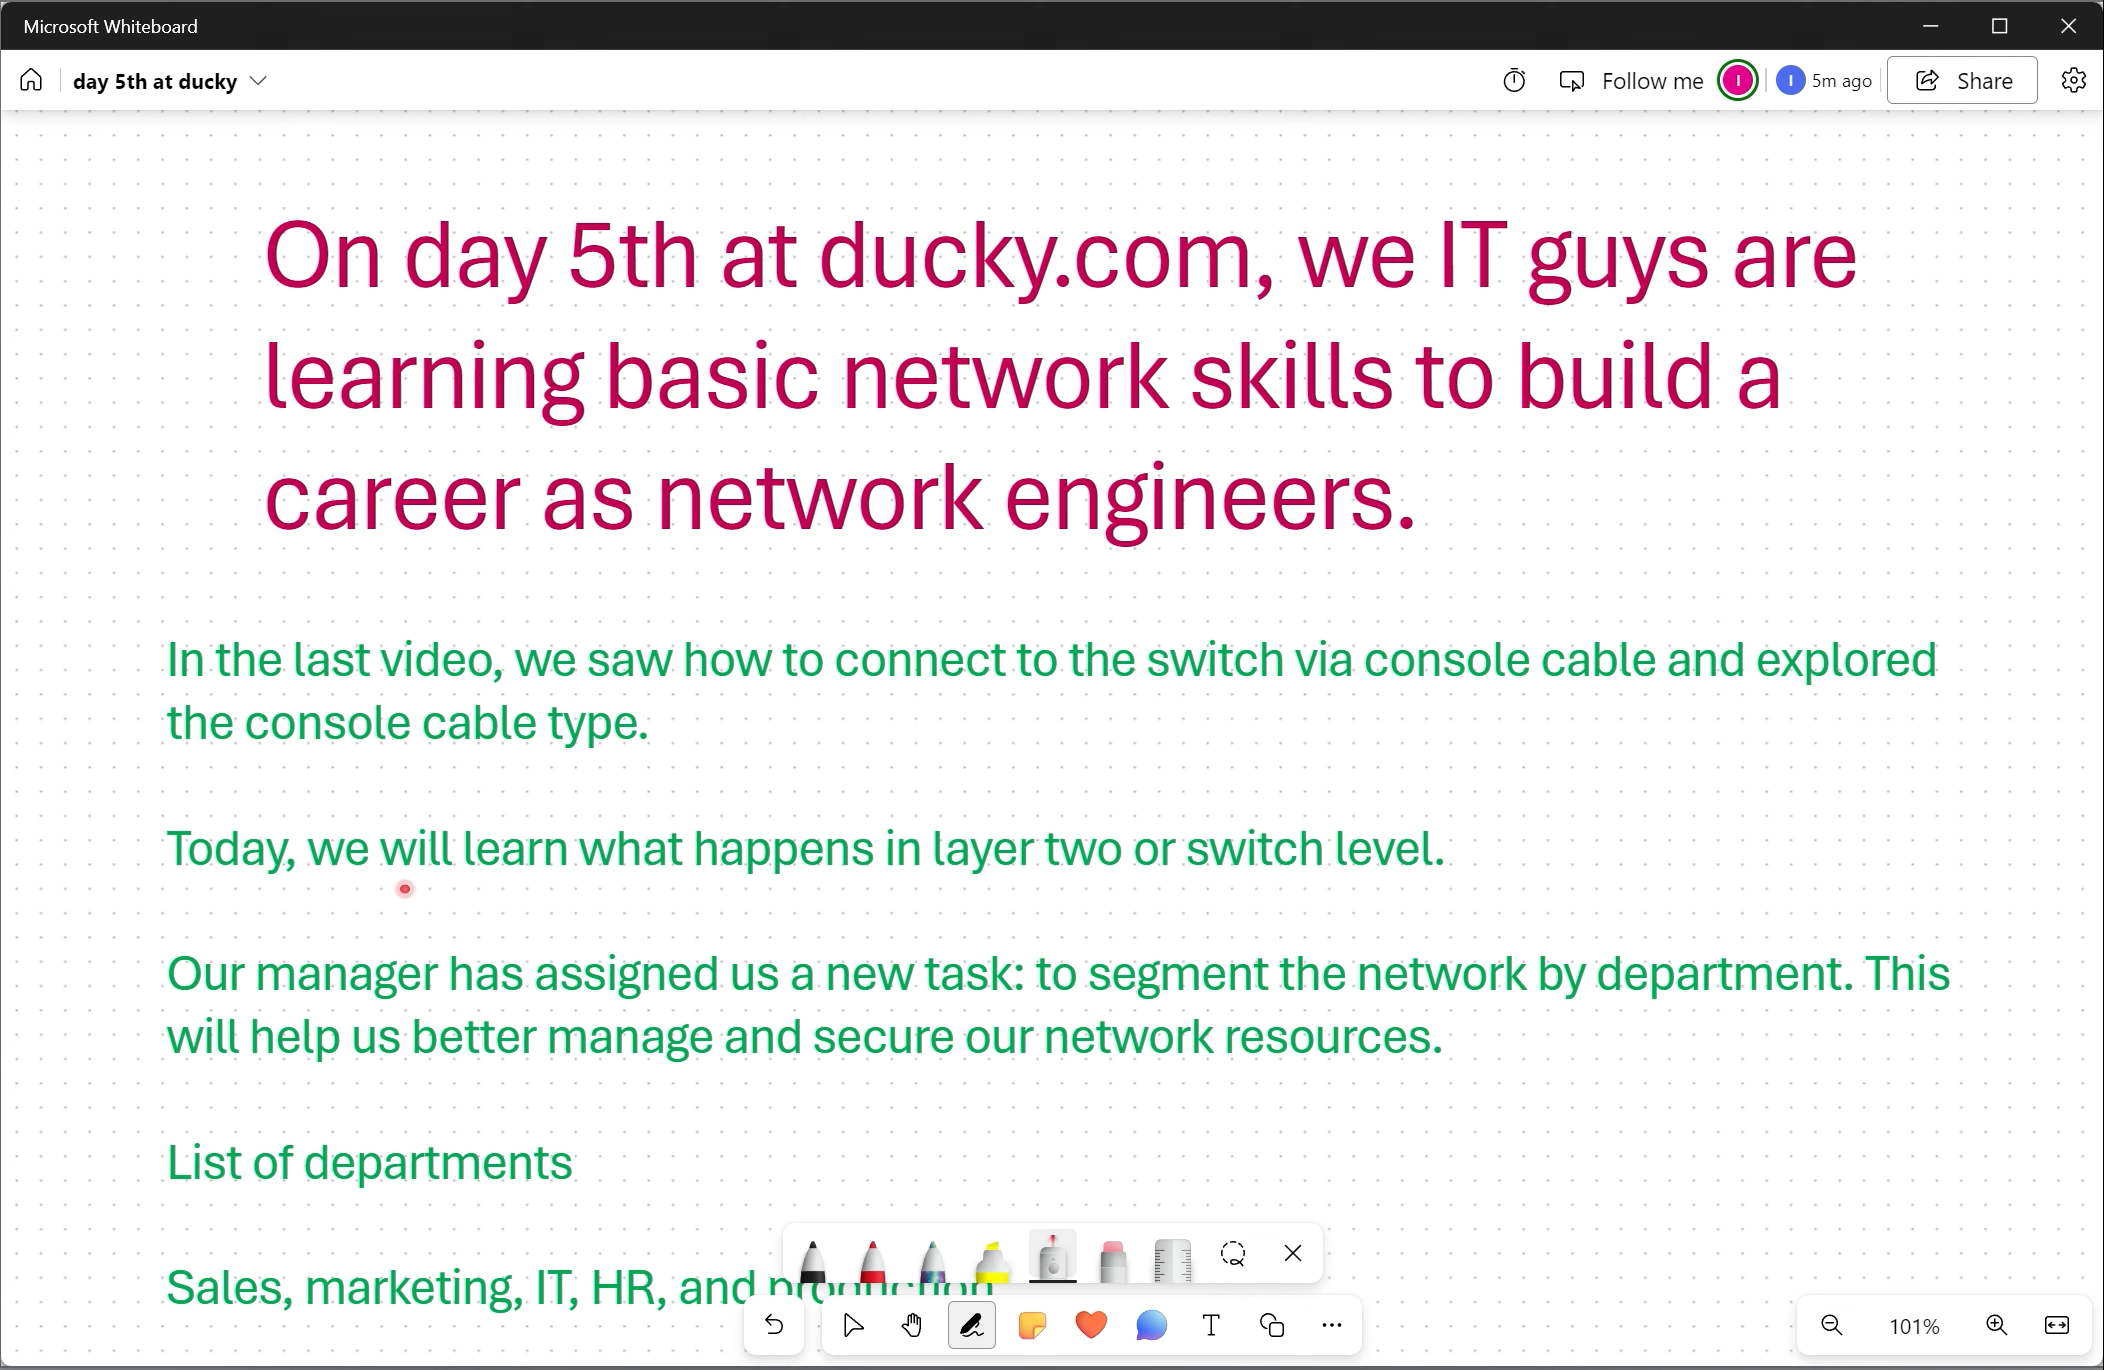 Microsoft Whiteboard
day 5th at ducky
Follow me
I
I
5m ago
Share
On day 5th at ducky.com, we IT guys are
learning basic network skills to build a
career as network engineers.
In the last video, we saw how to connect to the switch via console cable and explored
the console cable type.
Today, we will learn what happens in layer two or switch level.
Our manager has assigned us a new task: to segment the network by department. This
will help us better manage and secure our network resources.
List of departments
Sales, marketing, IT, HR, and production
101%